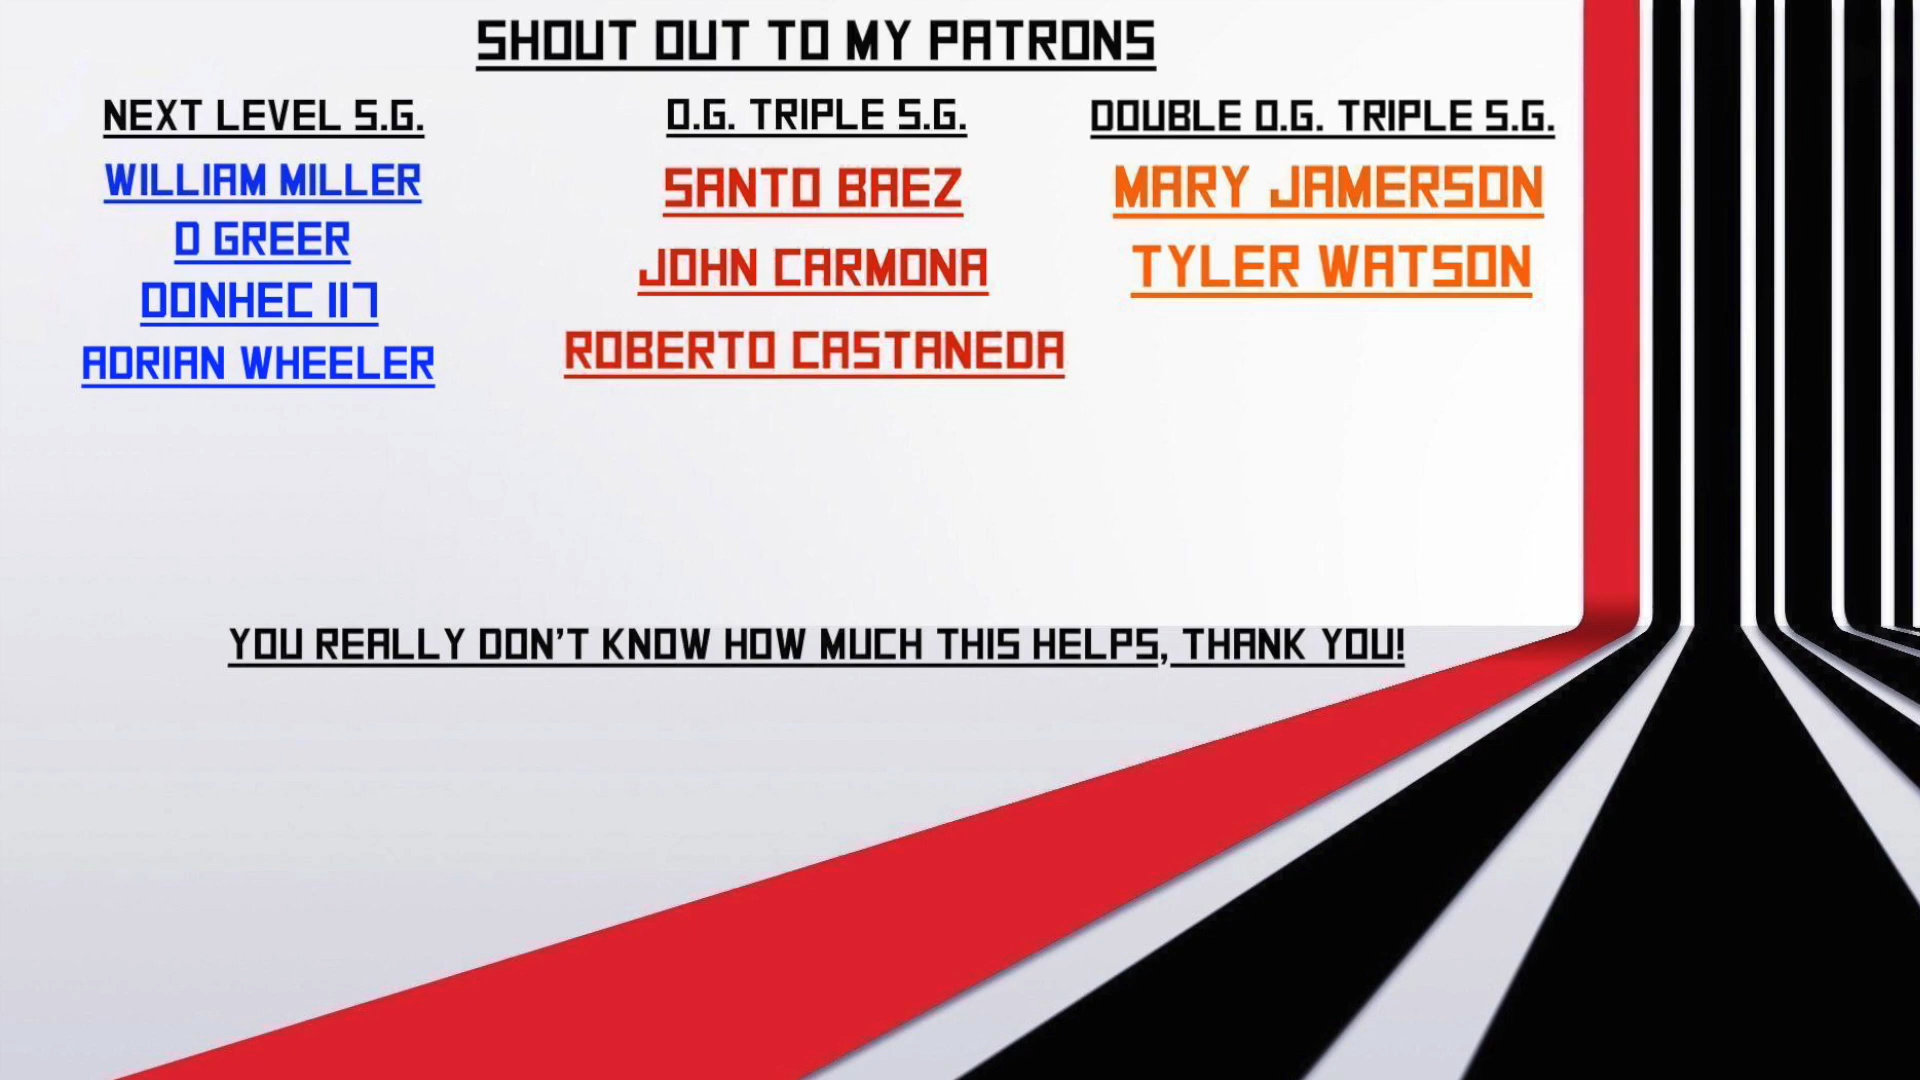 SHOUT OUT TO MY PATRONS
NEXT LEVEL S.G.
WILLIAM MILLER
D GREER
DONHEC 117
ADRIAN WHEELER
O.G. TRIPLE S.G.
SANTO BAEZ
JOHN CARMONA
ROBERTO CASTANEDA
DOUBLE O.G. TRIPLE S.G.
MARY JAMERSON
TYLER WATSON
YOU REALLY DON'T KNOW HOW MUCH THIS HELPS, THANK YOU!